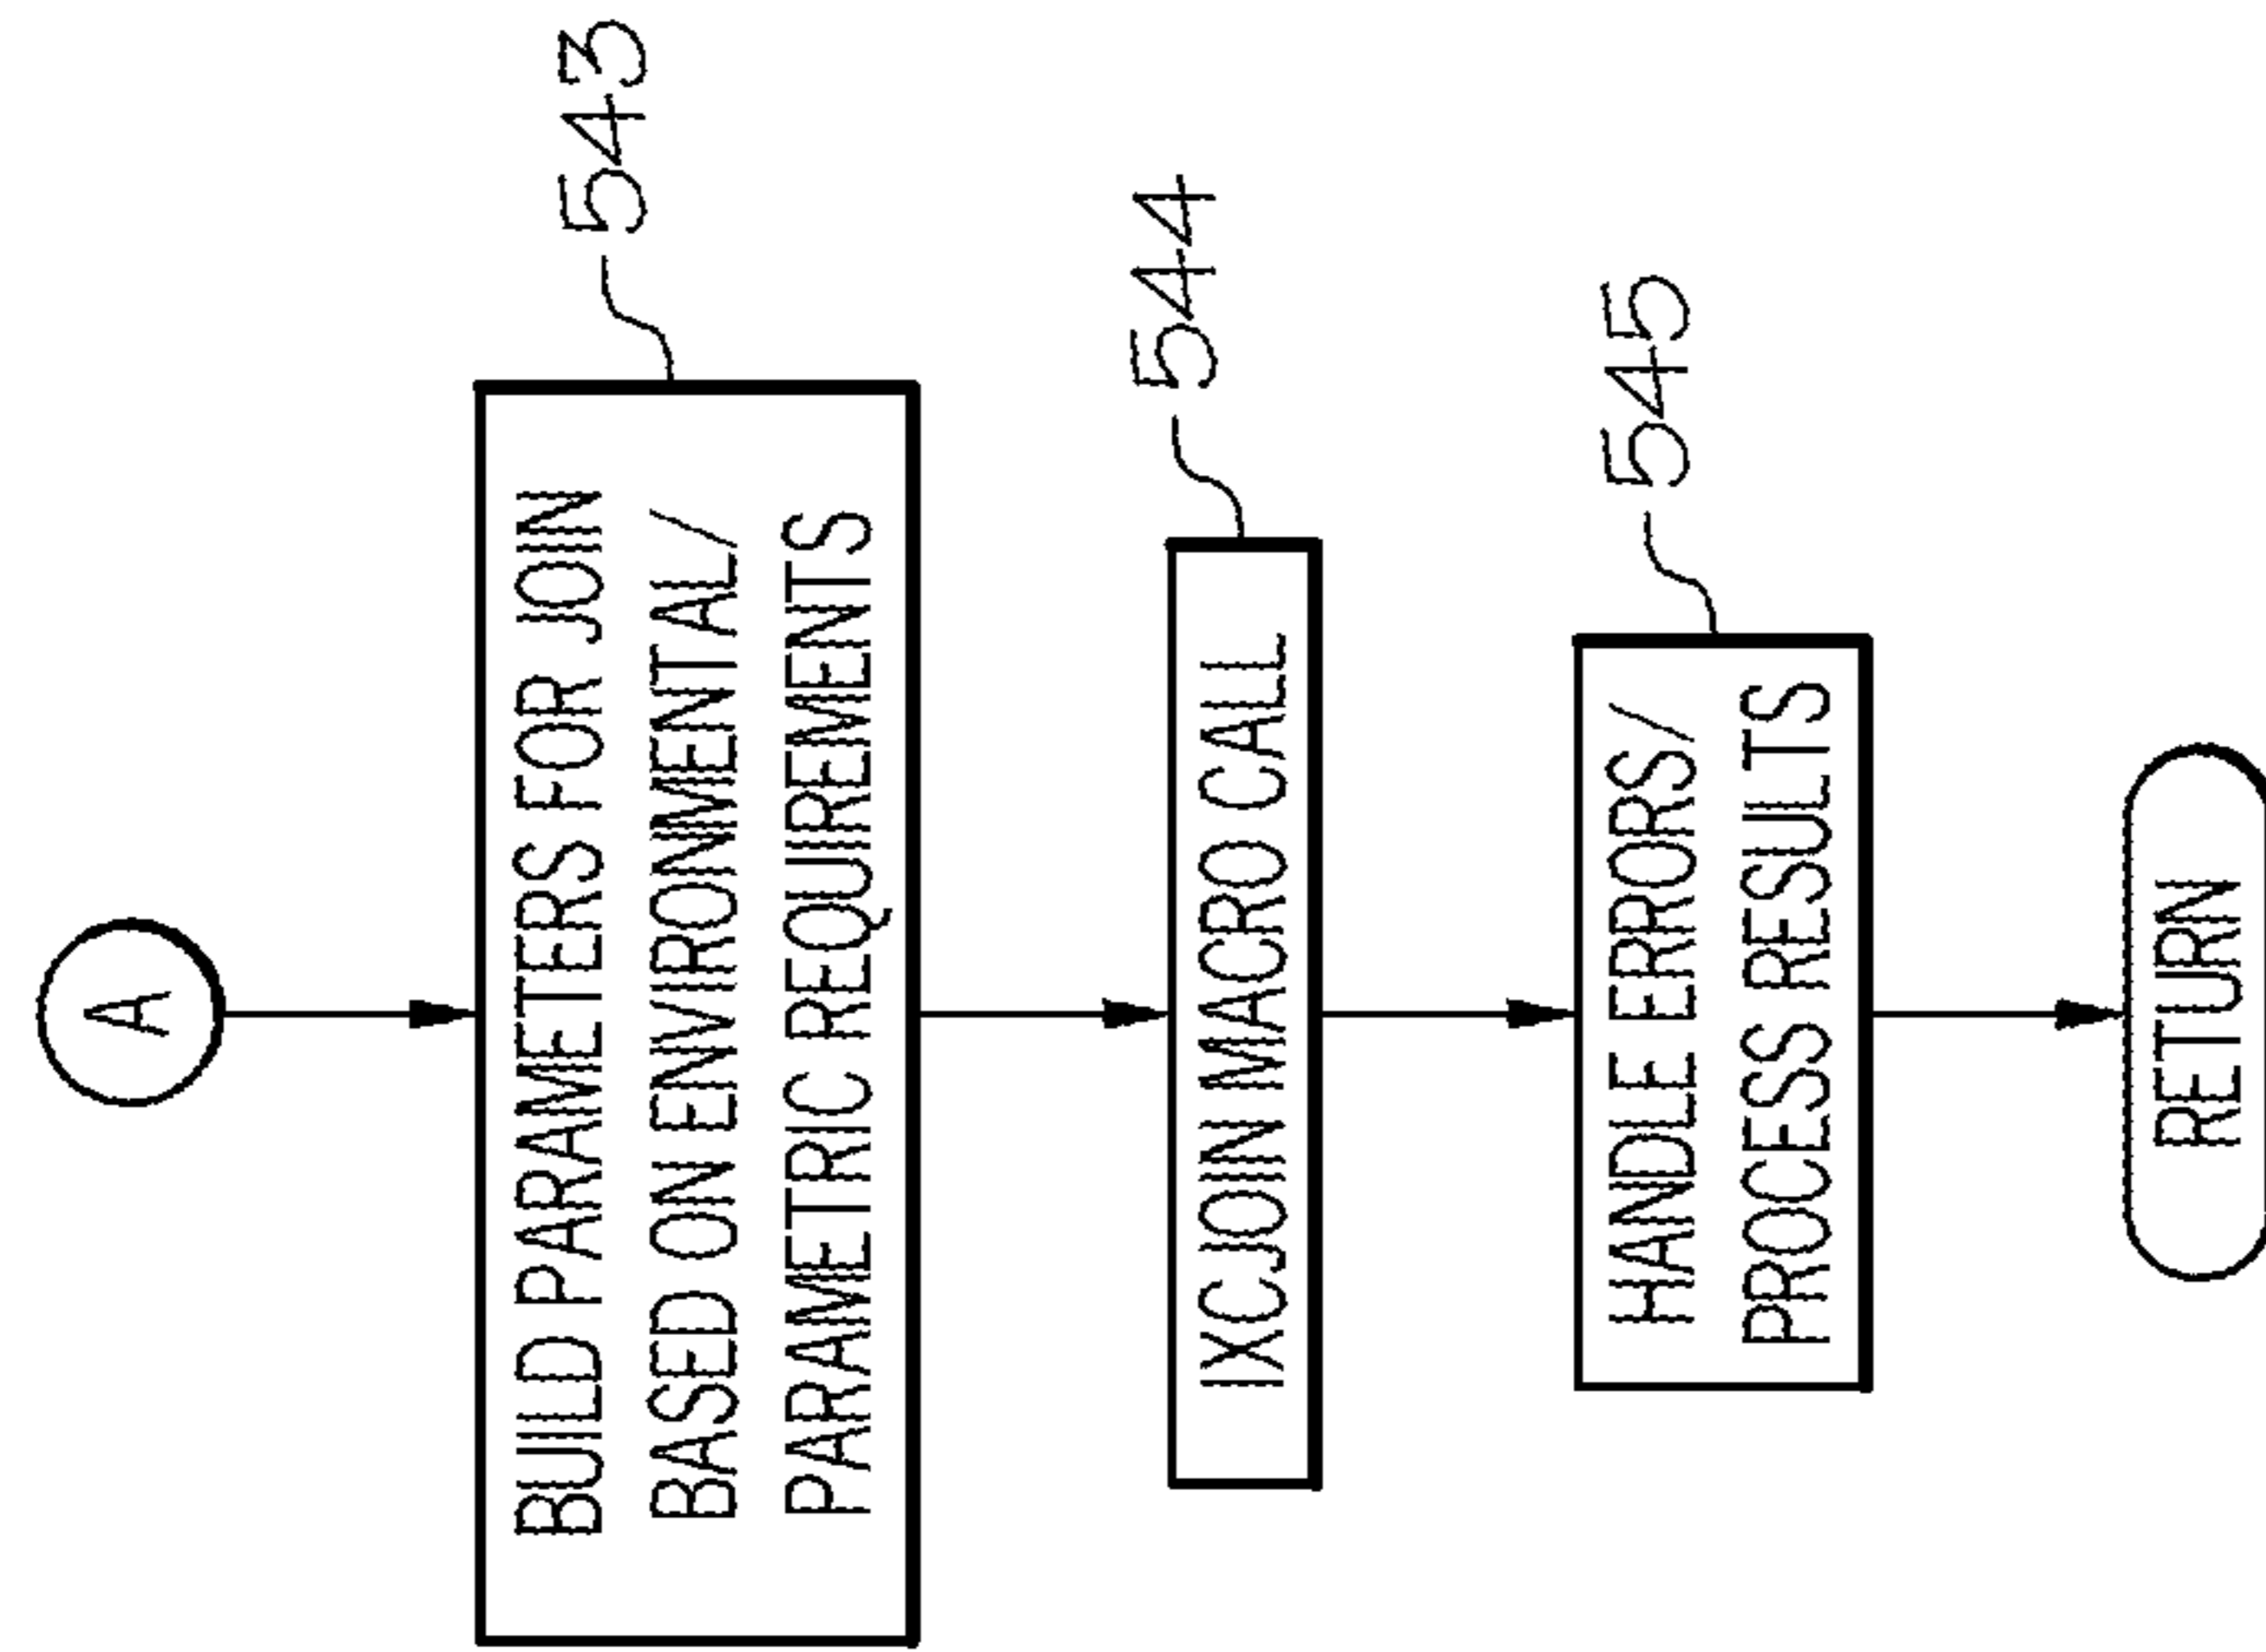 A
BUILD PARAMETERS FOR JOIN
BASED ON ENVIRONMENTAL/
PARAMETRIC REQUIREMENTS
543
IXCJOIN MACRO CALL
544
HANDLE ERRORS/
PROCESS RESULTS
545
RETURN